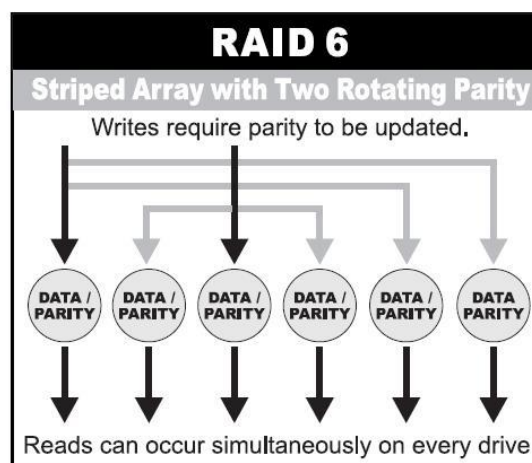 RAID 6
Striped Array with Two Rotating Parity
Writes require parity to be updated.
DATA / DATA / DATA / DATA / DATA / DATA
PARITY PARITY PARITY PARITY PARITY PARITY
Reads can occur simultaneously on every drive